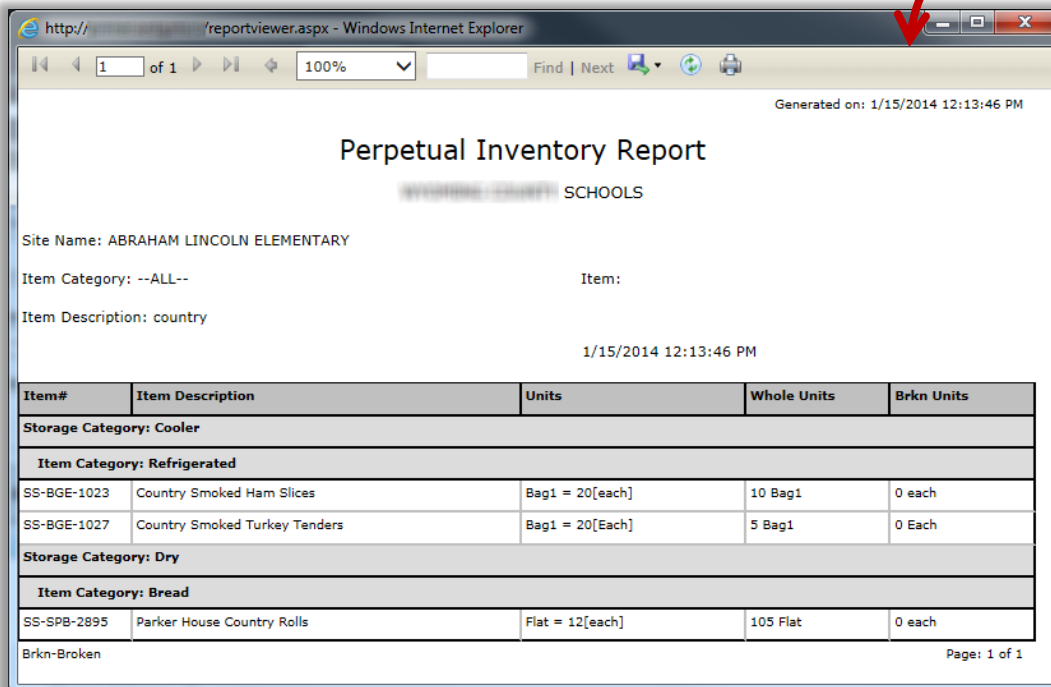 http:// /reportviewer.aspx - Windows Internet Explorer
1 of 1 100% Find | Next
Generated on: 1/15/2014 12:13:46 PM
Perpetual Inventory Report
SCHOOLS
Site Name: ABRAHAM LINCOLN ELEMENTARY
Item Category: --ALL-- Item:
Item Description: country
1/15/2014 12:13:46 PM
Item# Item Description Units Whole Units Brkn Units
Storage Category: Cooler
Item Category: Refrigerated
SS-BGE-1023 Country Smoked Ham Slices Bag1 = 20[each] 10 Bag1 0 each
SS-BGE-1027 Country Smoked Turkey Tenders Bag1 = 20[Each] 5 Bag1 0 Each
Storage Category: Dry
Item Category: Bread
SS-SPB-2895 Parker House Country Rolls Flat = 12[each] 105 Flat 0 each
Brkn-Broken Page: 1 of 1